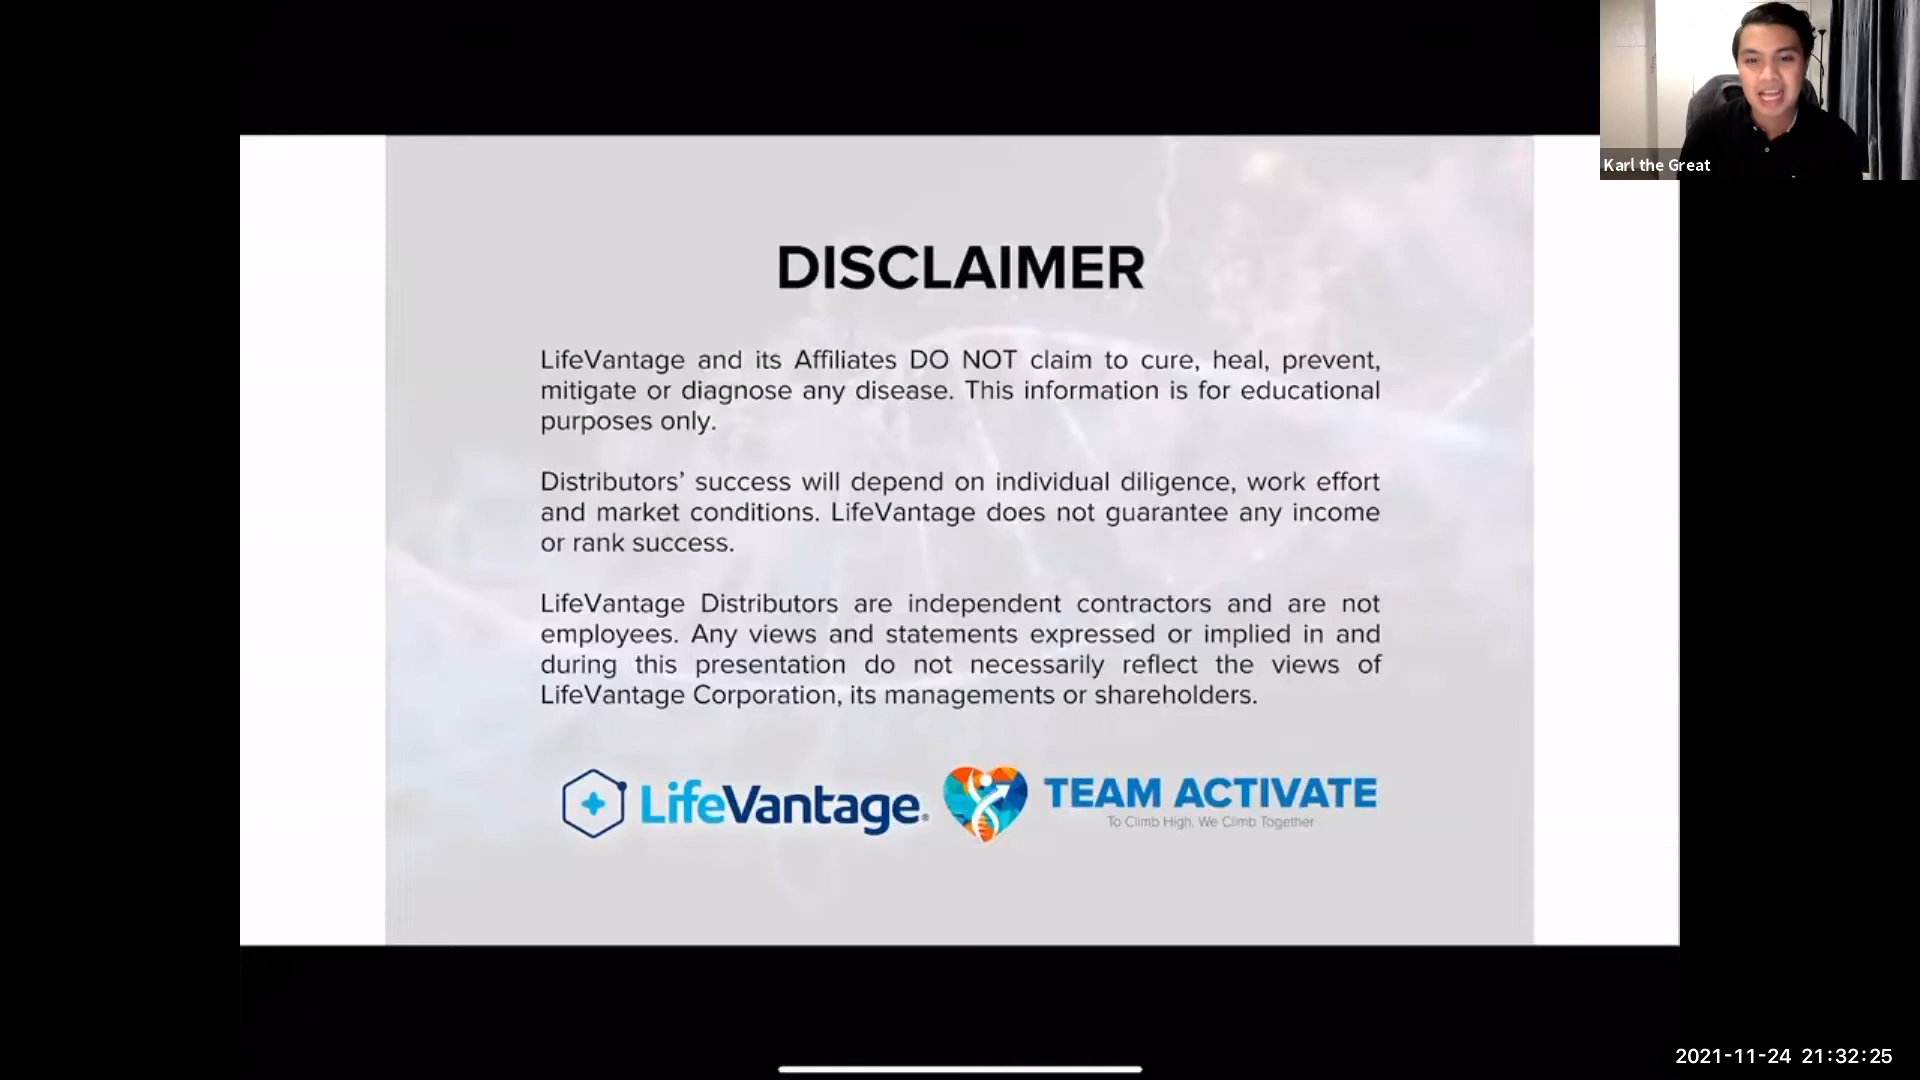 Karl the Great
DISCLAIMER
LifeVantage and its Affiliates DO NOT claim to cure, heal, prevent,
mitigate or diagnose any disease. This information is for educational
purposes only.
Distributors’ success will depend on individual diligence, work effort
and market conditions. LifeVantage does not guarantee any income
or rank success.
LifeVantage Distributors are independent contractors and are not
employees. Any views and statements expressed or implied in and
during this presentation do not necessarily reflect the views of
LifeVantage Corporation, its managements or shareholders.
LifeVantage®
TEAM ACTIVATE
To Climb High, We Climb Together
2021-11-24 21:32:25